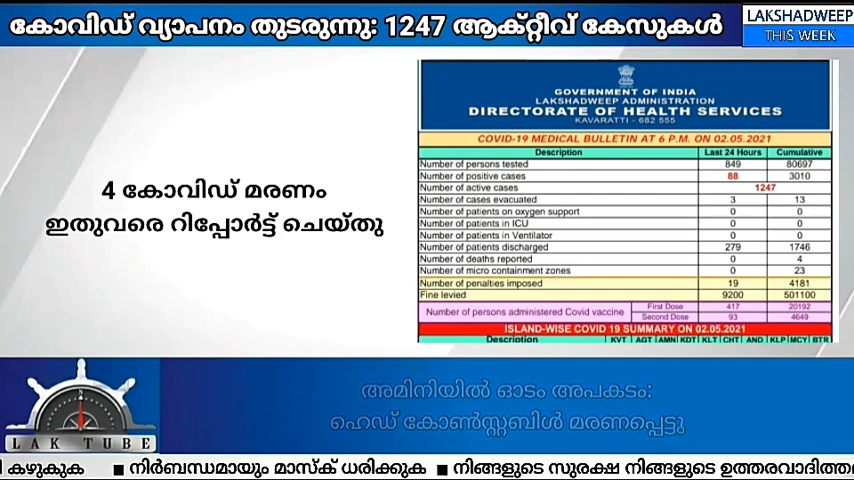 കോവിഡ് വ്യാപനം തുടരുന്നു: 1247 ആക്റ്റീവ് കേസുകൾ
LAKSHADWEEP
THIS WEEK
4 കോവിഡ് മരണം
ഇതുവരെ റിപ്പോർട്ട് ചെയ്തു
GOVERNMENT OF INDIA
LAKSHADWEEP ADMINISTRATION
DIRECTORATE OF HEALTH SERVICES
KAVARATTI - 682 555
COVID-19 MEDICAL BULLETIN AT 6 P.M. ON 02.05.2021
Description Last 24 Hours Cumulative
Number of persons tested 849 80697
Number of positive cases 88 3010
Number of active cases 1247
Number of cases evacuated 3 13
Number of patients on oxygen support 0 0
Number of patients in ICU 0 0
Number of patients in Ventilator 0 0
Number of patients discharged 279 1746
Number of deaths reported 0 4
Number of micro containment zones 0 23
Number of penalties imposed 19 4181
Fine levied 9200 501100
Number of persons administered Covid vaccine First Dose 417 20192
Second Dose 93 4649
ISLAND-WISE COVID 19 SUMMARY ON 02.05.2021
Description KVT AGT AMN KDT KLT CHT AND KLP MCY BTR
അമിനിയിൽ ഓടം അപകടം:
ഹെഡ് കോൺസ്റ്റബിൾ മരണപ്പെട്ടു
LAK TUBE
കഴുകുക ■ നിർബന്ധമായും മാസ്ക് ധരിക്കുക ■ നിങ്ങളുടെ സുരക്ഷ നിങ്ങളുടെ ഉത്തരവാദിത്ത